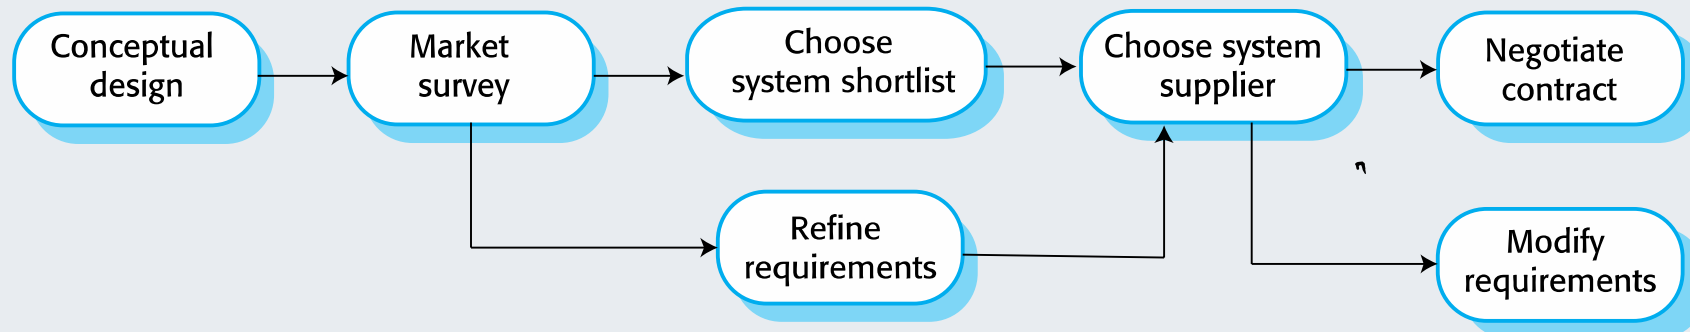 Conceptual
design
Market
survey
Choose
system shortlist
Choose system
supplier
Negotiate
contract
Refine
requirements
Modify
requirements